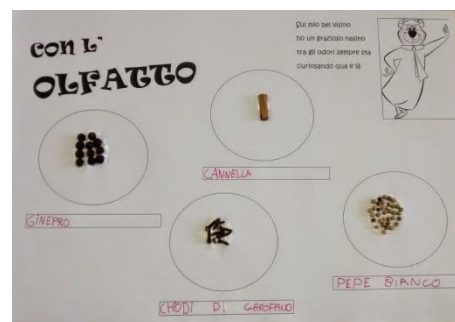 CON L'
OLFATTO
Sul mio bel visino
ho un grazioso nasino
tra gli odori sempre sta
curiosando qua e là
CANNELLA
GINEPRO
PEPE BIANCO
CHIODI DI GAROFANO